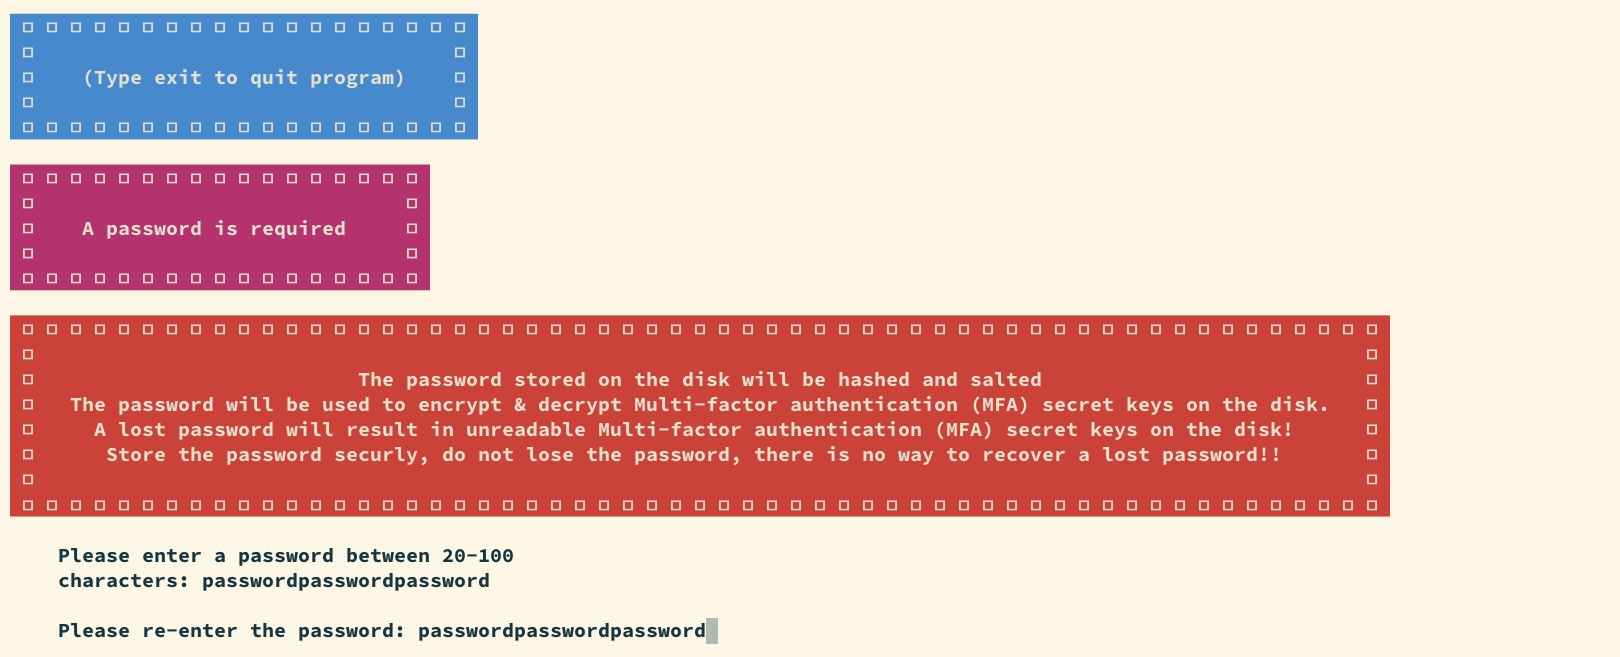 (Type exit to quit program)
A password is required
The password stored on the disk will be hashed and salted
The password will be used to encrypt & decrypt Multi-factor authentication (MFA) secret keys on the disk.
A lost password will result in unreadable Multi-factor authentication (MFA) secret keys on the disk!
Store the password securly, do not lose the password, there is no way to recover a lost password!!
Please enter a password between 20-100
characters: passwordpasswordpassword
Please re-enter the password: passwordpasswordpassword